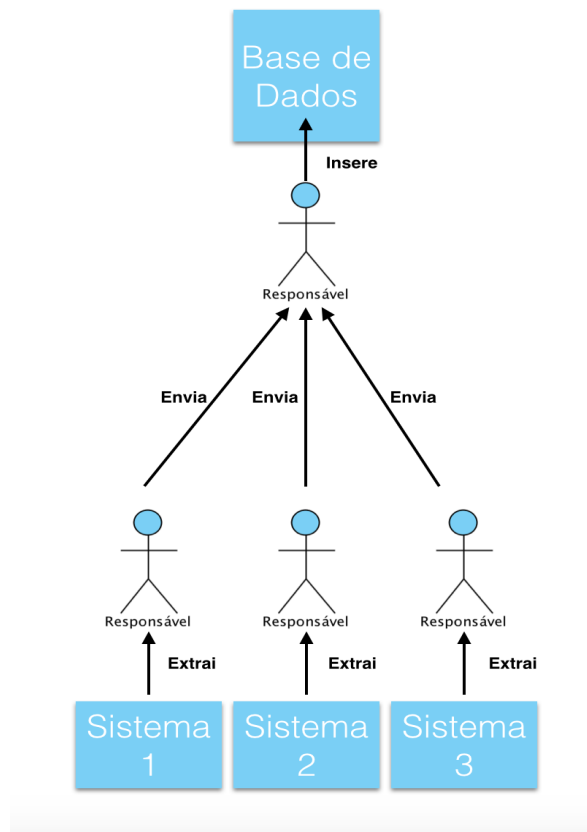 Base de
Dados
Insere
Responsável
Envia
Envia
Envia
Responsável
Responsável
Responsável
Extrai
Extrai
Extrai
Sistema
1
Sistema
2
Sistema
3